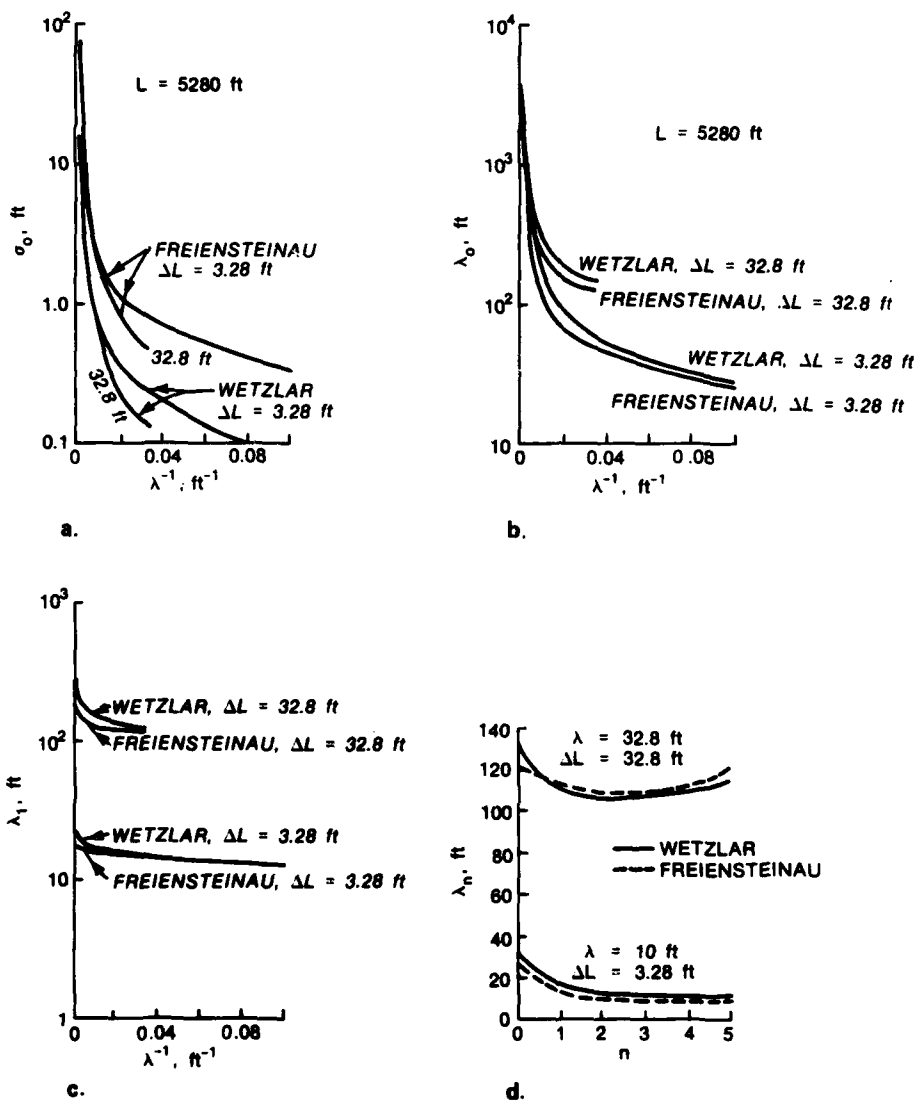 10²
L = 5280 ft
10
σₒ, ft
FREIENSTEINAU
ΔL = 3.28 ft
1.0
32.8 ft
32.8 ft
WETZLAR
ΔL = 3.28 ft
0.1
0
0.04
0.08
λ⁻¹, ft⁻¹
a.
10⁴
L = 5280 ft
10³
λₒ, ft
WETZLAR, ΔL = 32.8 ft
FREIENSTEINAU, ΔL = 32.8 ft
10²
WETZLAR, ΔL = 3.28 ft
FREIENSTEINAU, ΔL = 3.28 ft
10
0
0.04
0.08
λ⁻¹, ft⁻¹
b.
10³
WETZLAR, ΔL = 32.8 ft
10²
FREIENSTEINAU, ΔL = 32.8 ft
λ₁, ft
WETZLAR, ΔL = 3.28 ft
10
FREIENSTEINAU, ΔL = 3.28 ft
1
0
0.04
0.08
λ⁻¹, ft⁻¹
c.
140
λ = 32.8 ft
ΔL = 32.8 ft
120
100
80
WETZLAR
FREIENSTEINAU
λₙ, ft
60
40
λ = 10 ft
ΔL = 3.28 ft
20
0
0
1
2
3
4
5
n
d.